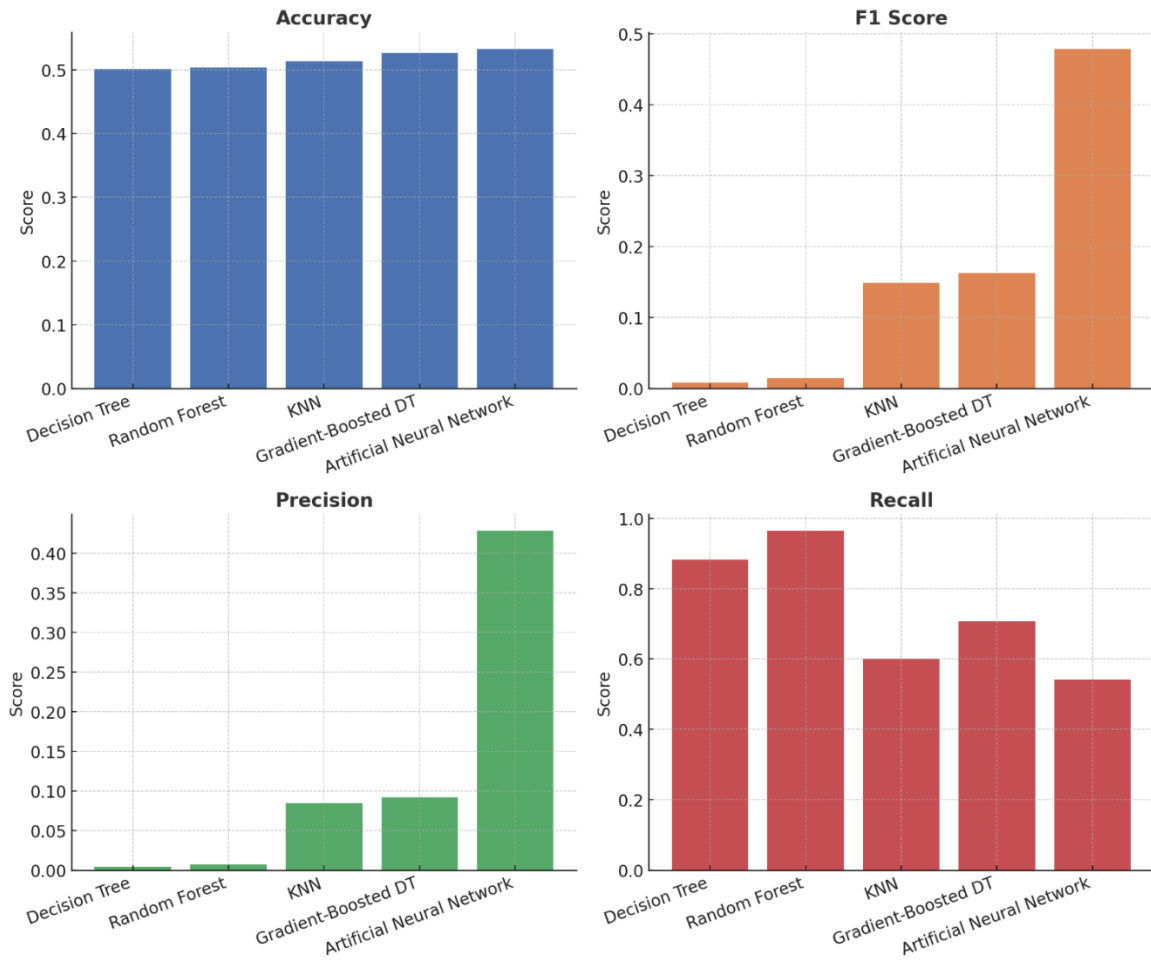 Accuracy
Score
0.5
0.4
0.3
0.2
0.1
0.0
Decision Tree
Random Forest
KNN
Gradient-Boosted DT
Artificial Neural Network
F1 Score
Score
0.5
0.4
0.3
0.2
0.1
0.0
Decision Tree
Random Forest
KNN
Gradient-Boosted DT
Artificial Neural Network
Precision
Score
0.40
0.35
0.30
0.25
0.20
0.15
0.10
0.05
0.00
Decision Tree
Random Forest
KNN
Gradient-Boosted DT
Artificial Neural Network
Recall
Score
1.0
0.8
0.6
0.4
0.2
0.0
Decision Tree
Random Forest
KNN
Gradient-Boosted DT
Artificial Neural Network